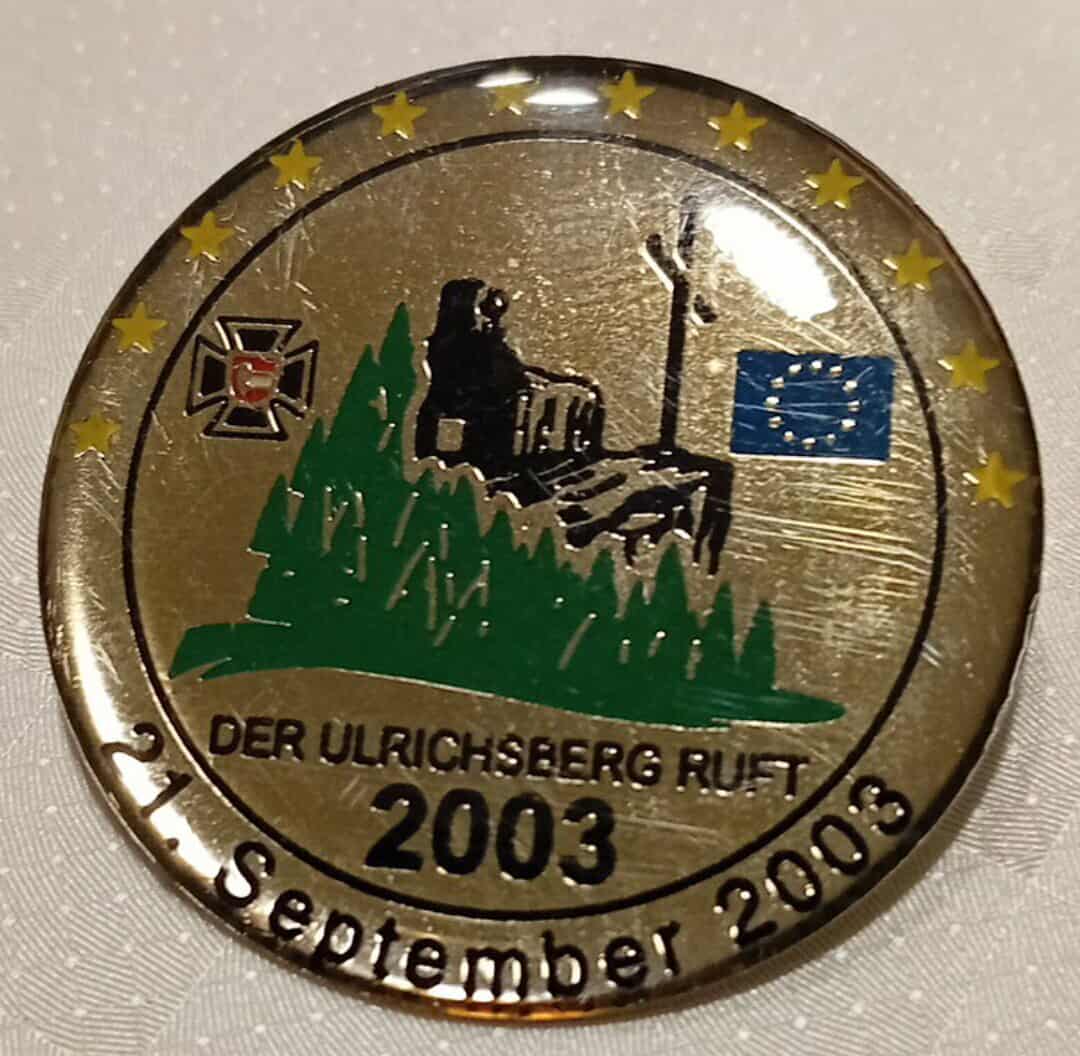 DER ULRICHSBERG RUFT
2003
21. September 2003